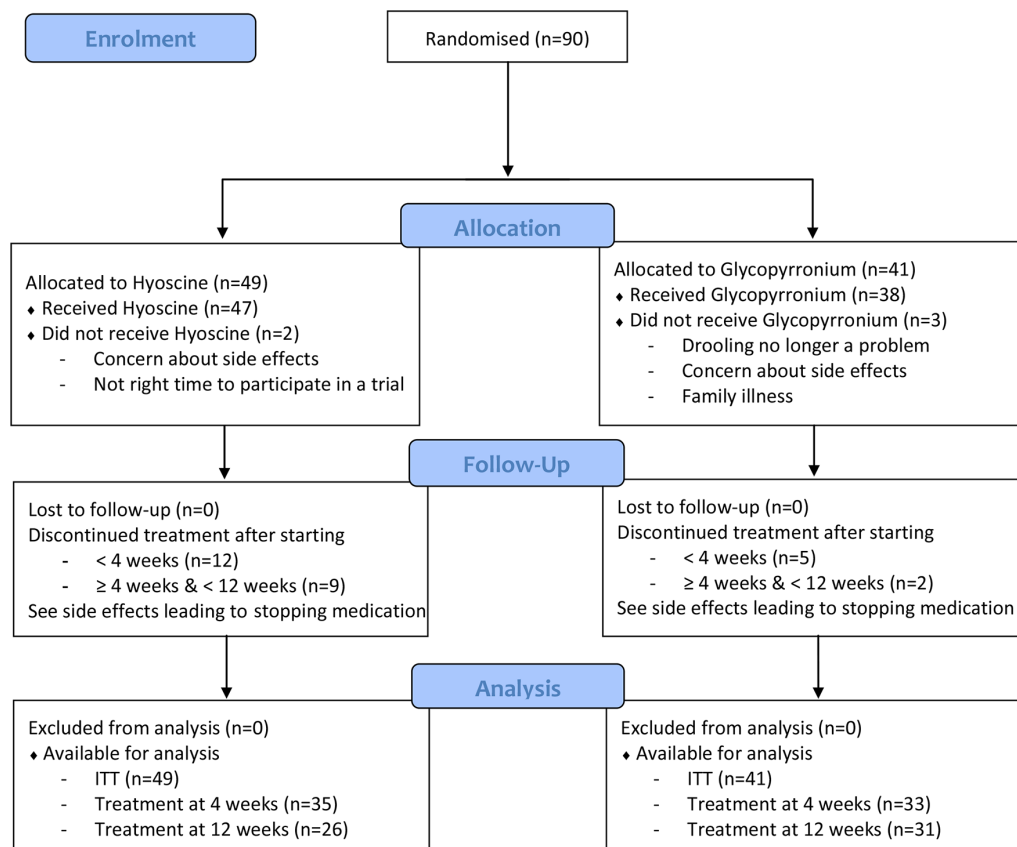 Enrolment
Randomised (n=90)
Allocation
Allocated to Hyoscine (n=49)
♦ Received Hyoscine (n=47)
♦ Did not receive Hyoscine (n=2)
- Concern about side effects
- Not right time to participate in a trial
Allocated to Glycopyrronium (n=41)
♦ Received Glycopyrronium (n=38)
♦ Did not receive Glycopyrronium (n=3)
- Drooling no longer a problem
- Concern about side effects
- Family illness
Follow-Up
Lost to follow-up (n=0)
Discontinued treatment after starting
- < 4 weeks (n=12)
- ≥ 4 weeks & < 12 weeks (n=9)
See side effects leading to stopping medication
Lost to follow-up (n=0)
Discontinued treatment after starting
- < 4 weeks (n=5)
- ≥ 4 weeks & < 12 weeks (n=2)
See side effects leading to stopping medication
Analysis
Excluded from analysis (n=0)
♦ Available for analysis
- ITT (n=49)
- Treatment at 4 weeks (n=35)
- Treatment at 12 weeks (n=26)
Excluded from analysis (n=0)
♦ Available for analysis
- ITT (n=41)
- Treatment at 4 weeks (n=33)
- Treatment at 12 weeks (n=31)